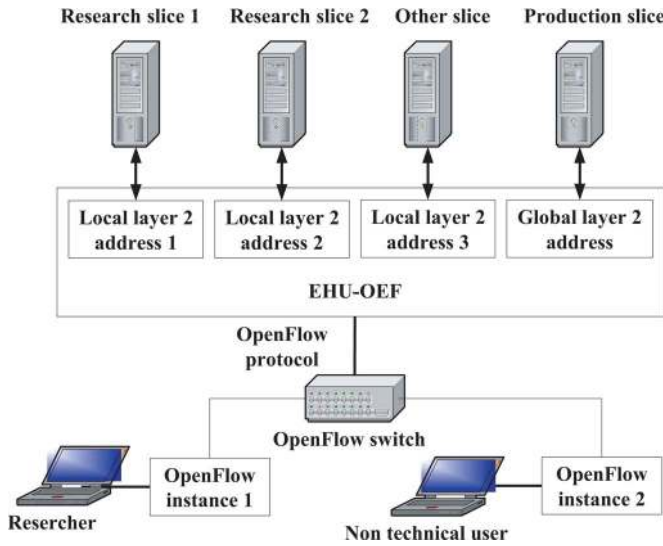 Research slice 1
Research slice 2
Other slice
Production slice
Local layer 2
address 1
Local layer 2
address 2
Local layer 2
address 3
Global layer 2
address
EHU-OEF
OpenFlow
protocol
OpenFlow switch
OpenFlow
instance 1
Resercher
OpenFlow
instance 2
Non technical user